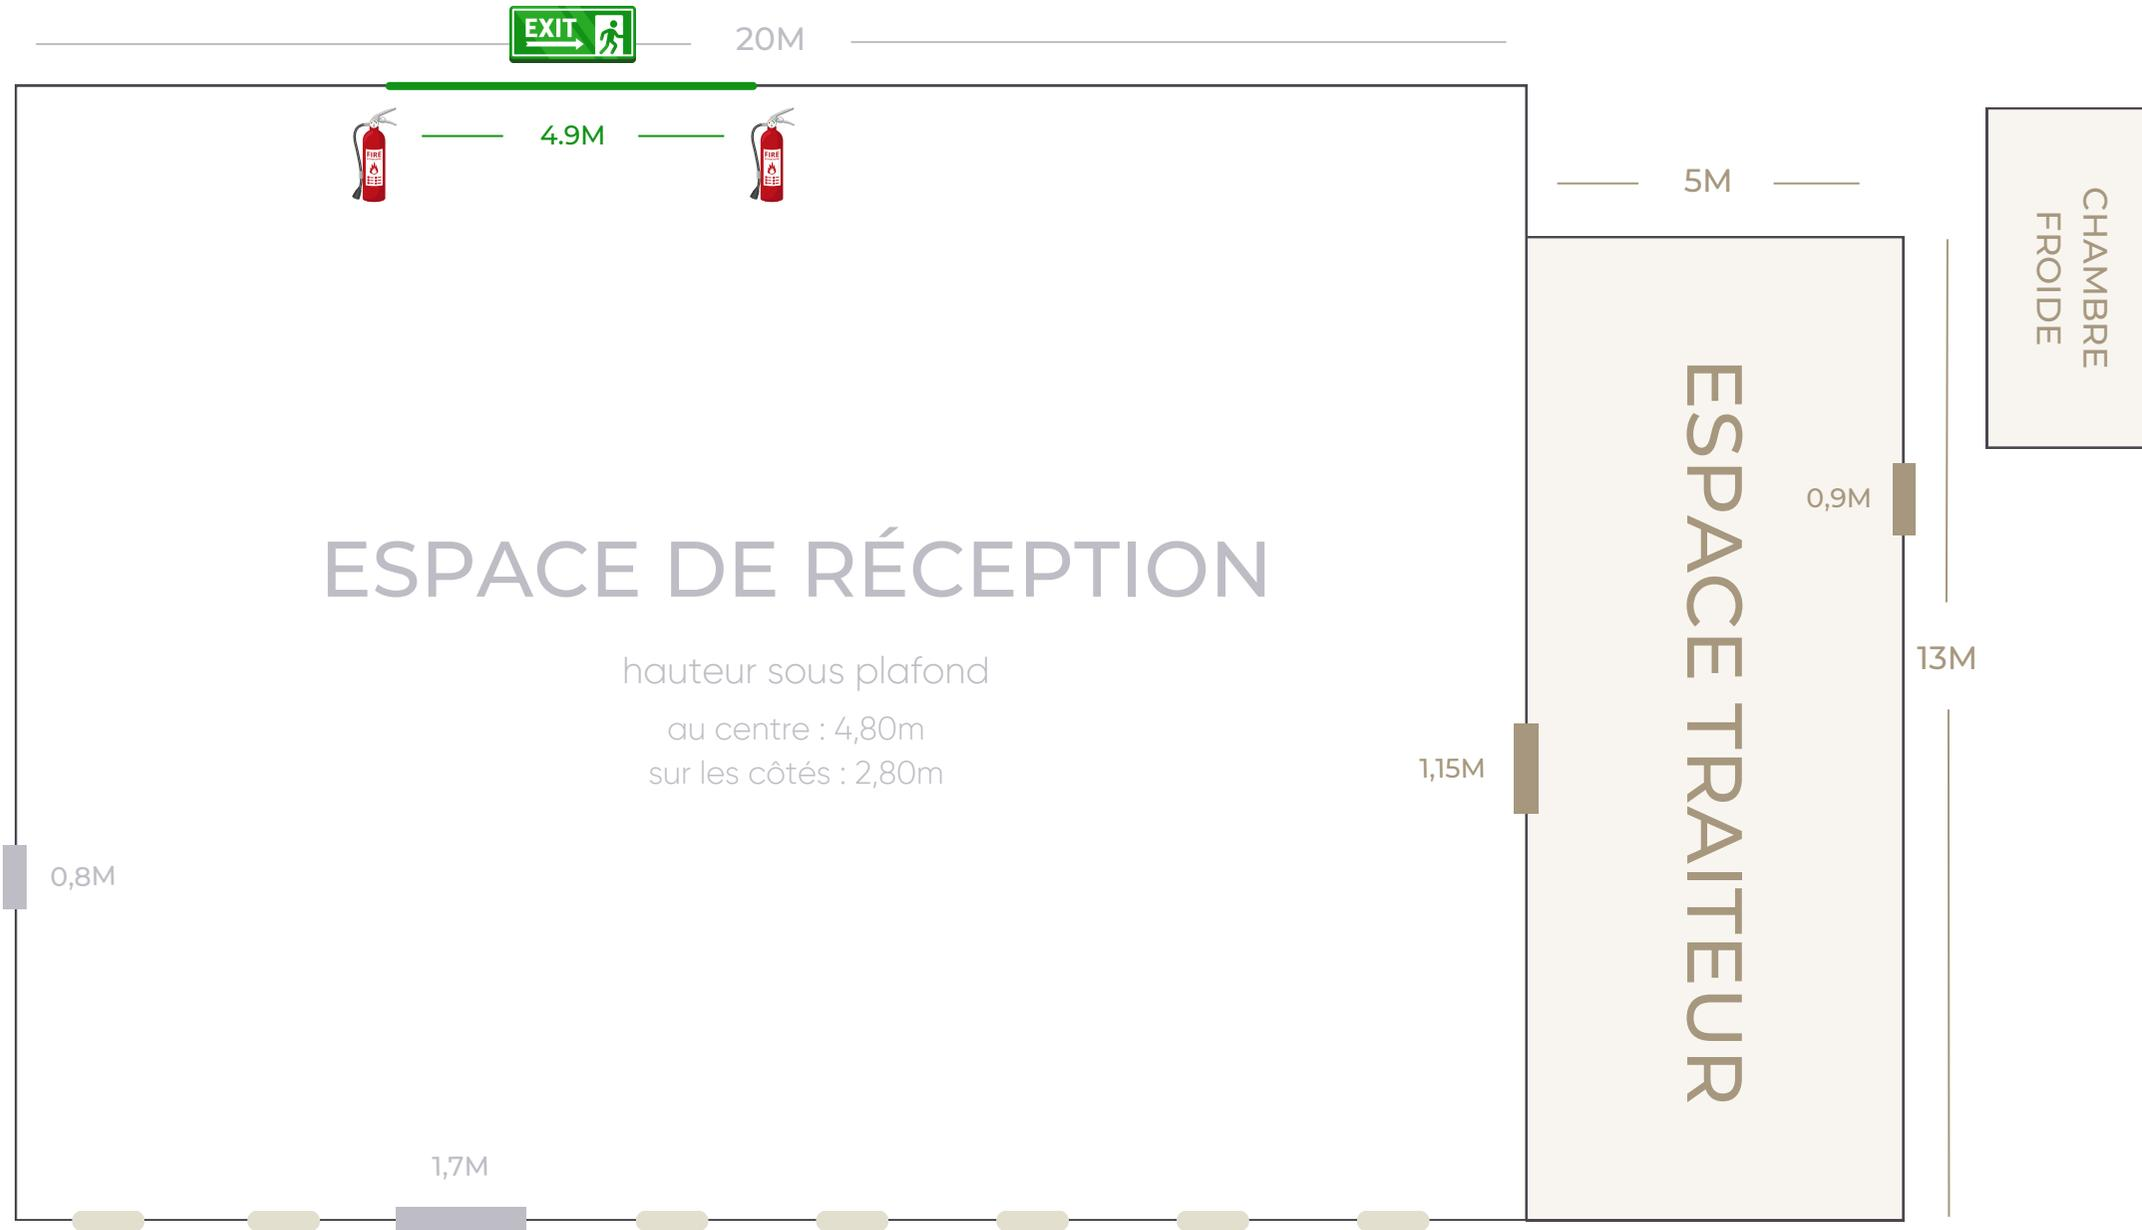 EXIT
20M
FIRE
4.9M
FIRE
5M
CHAMBRE
FROIDE
ESPACE TRAITEUR
0,9M
ESPACE DE RÉCEPTION
13M
hauteur sous plafond
au centre : 4,80m
sur les côtés : 2,80m
1,15M
0,8M
1,7M